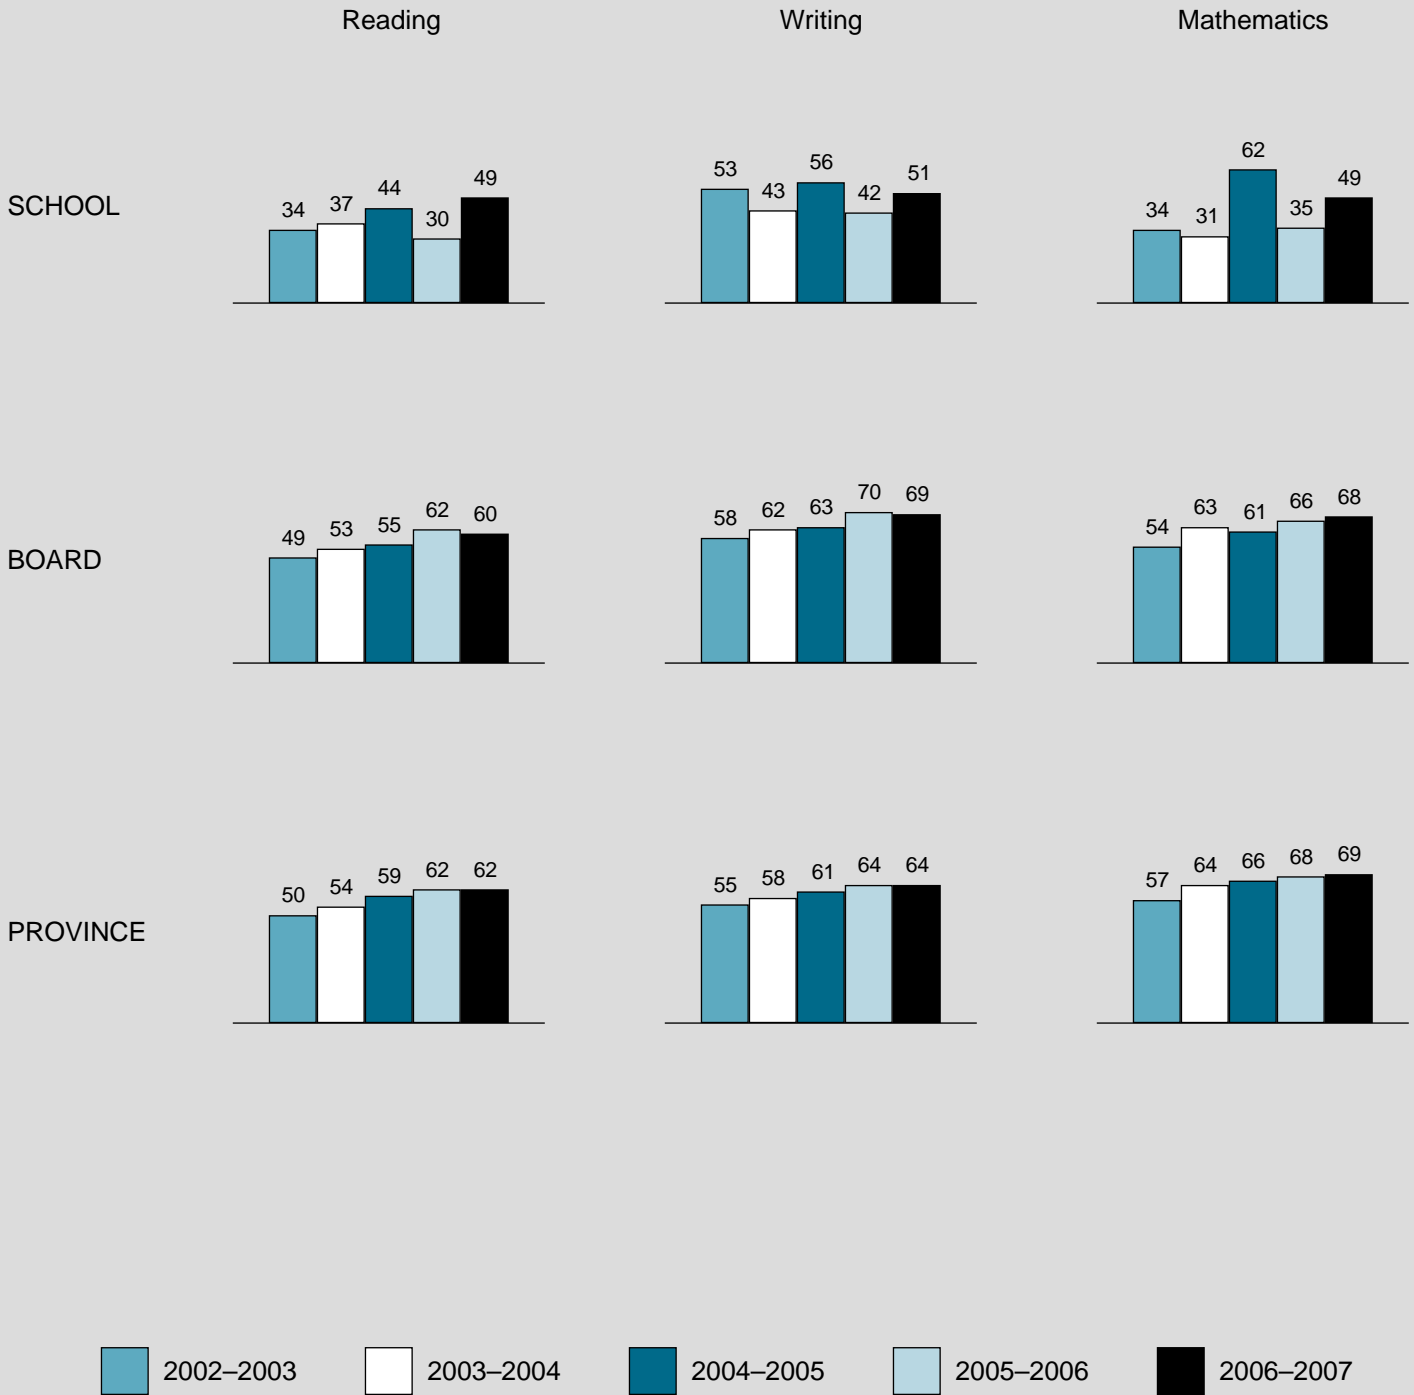 Reading Writing Mathematics
SCHOOL
34 37 44 30 49
53 43 56 42 51
34 31 62 35 49
BOARD
49 53 55 62 60
58 62 63 70 69
54 63 61 66 68
PROVINCE
50 54 59 62 62
55 58 61 64 64
57 64 66 68 69
2002–2003 2003–2004 2004–2005 2005–2006 2006–2007